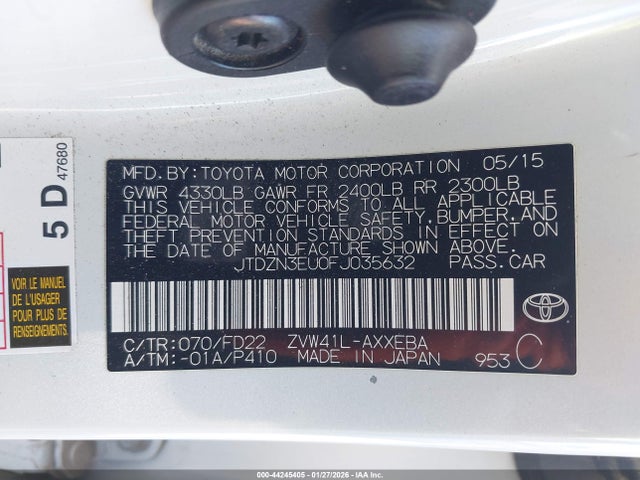 MFD.BY:TOYOTA MOTOR CORPORATION 05/15
GVWR 4330LB GAWR FR 2400LB RR 2300LB
THIS VEHICLE CONFORMS TO ALL APPLICABLE
FEDERAL MOTOR VEHICLE SAFETY,BUMPER,AND
THEFT PREVENTION STANDARDS IN EFFECT ON THE
DATE OF MANUFACTURE SHOWN ABOVE.
JTDZN3EU0FJ035632 PASS.CAR
C/TR:070/FD22 ZVW41L-AXXEBA
A/TM:-01A/P410 MADE IN JAPAN 953 C
TOYOTA
5 D 47680
VOIR LE MANUEL
DE L'USAGER
POUR PLUS DE
RENSEIGNEMENTS
000-44245405 - 01/27/2026 - IAA Inc.